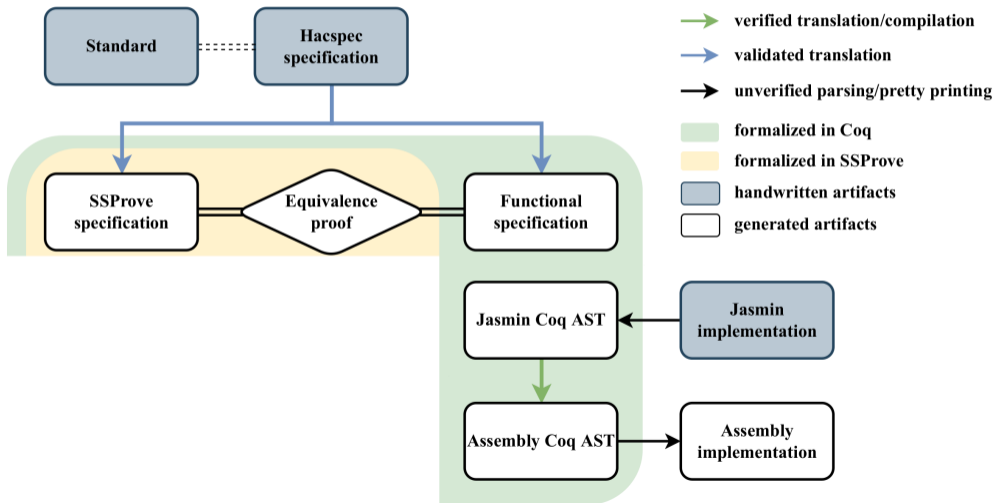 Standard
Hacspec
specification
verified translation/compilation
validated translation
unverified parsing/pretty printing
formalized in Coq
formalized in SSProve
handwritten artifacts
generated artifacts
SSProve
specification
Equivalence
proof
Functional
specification
Jasmin Coq AST
Jasmin
implementation
Assembly Coq AST
Assembly
implementation